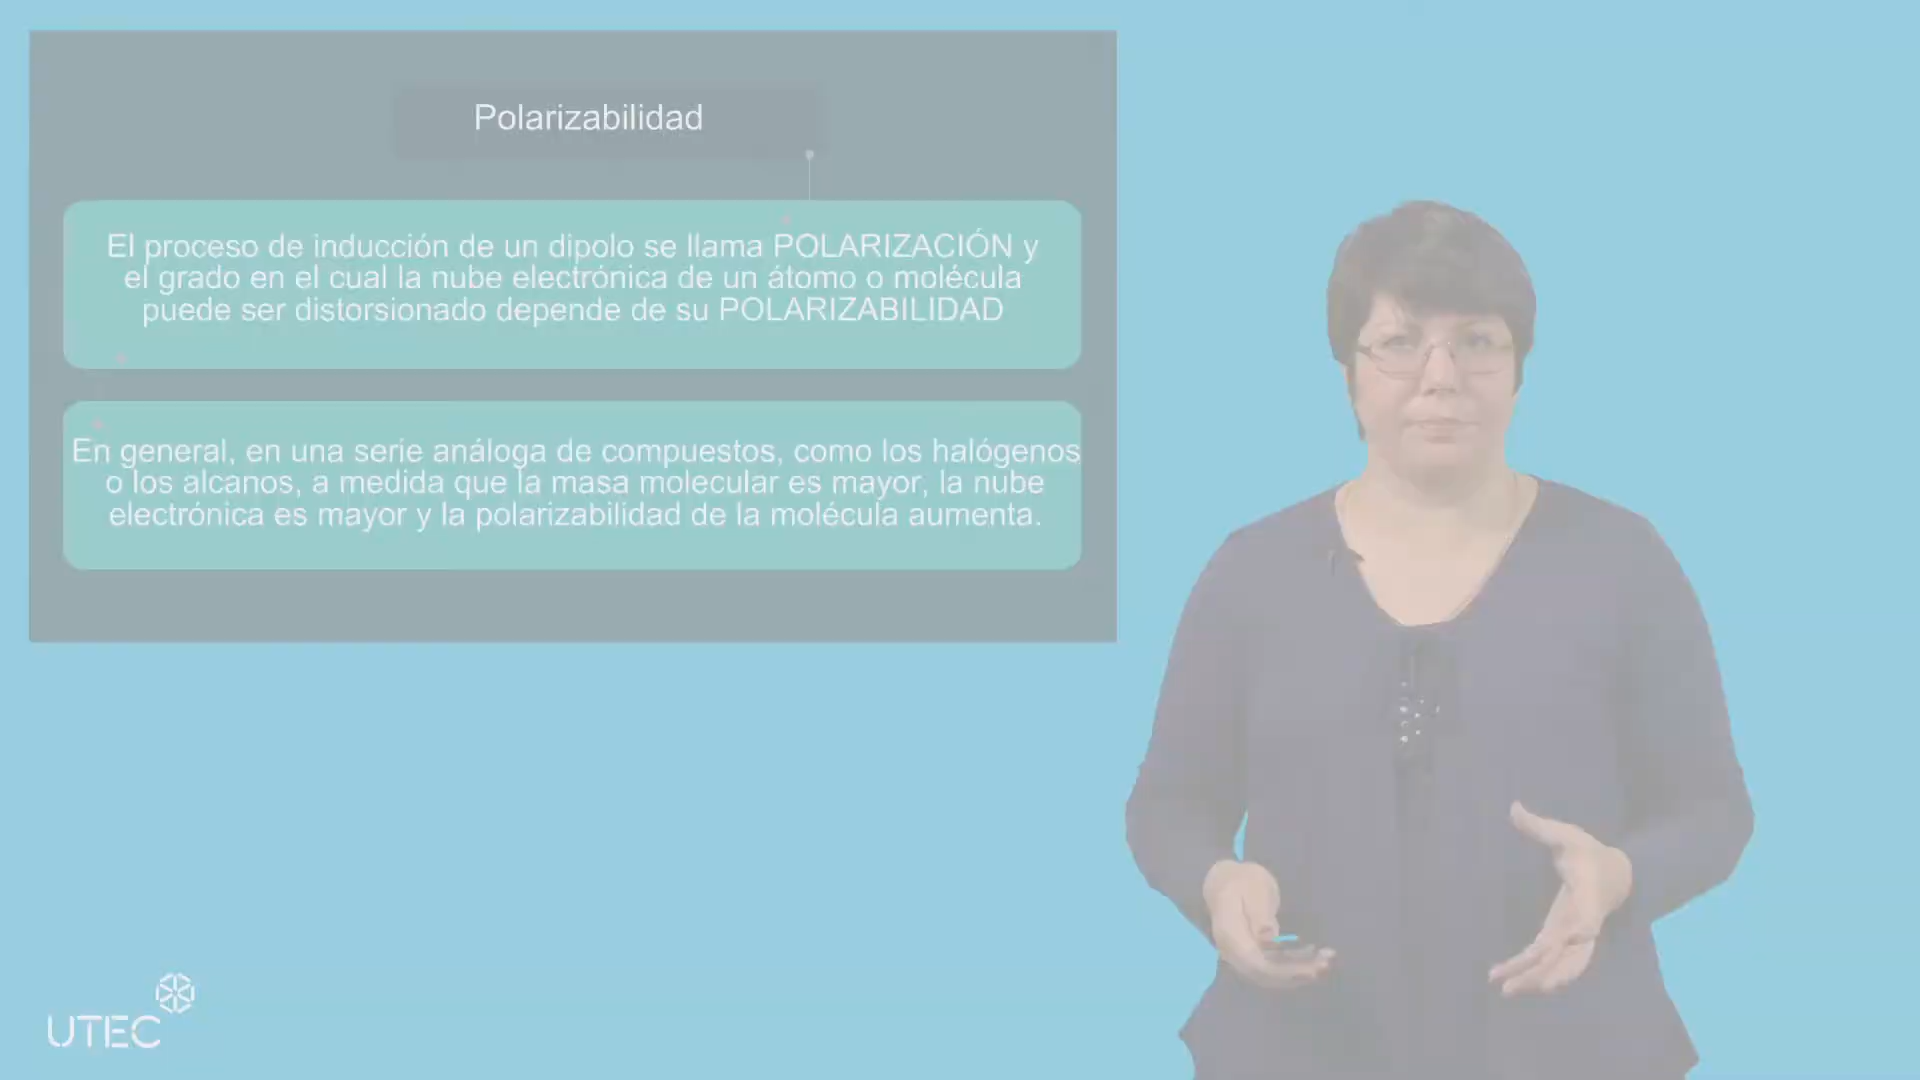 Polarizabilidad
El proceso de inducción de un dipolo se llama POLARIZACIÓN y
el grado en el cual la nube electrónica de un átomo o molécula
puede ser distorsionado depende de su POLARIZABILIDAD
En general, en una serie análoga de compuestos, como los halógenos
o los alcanos, a medida que la masa molecular es mayor, la nube
electrónica es mayor y la polarizabilidad de la molécula aumenta.
UTEC